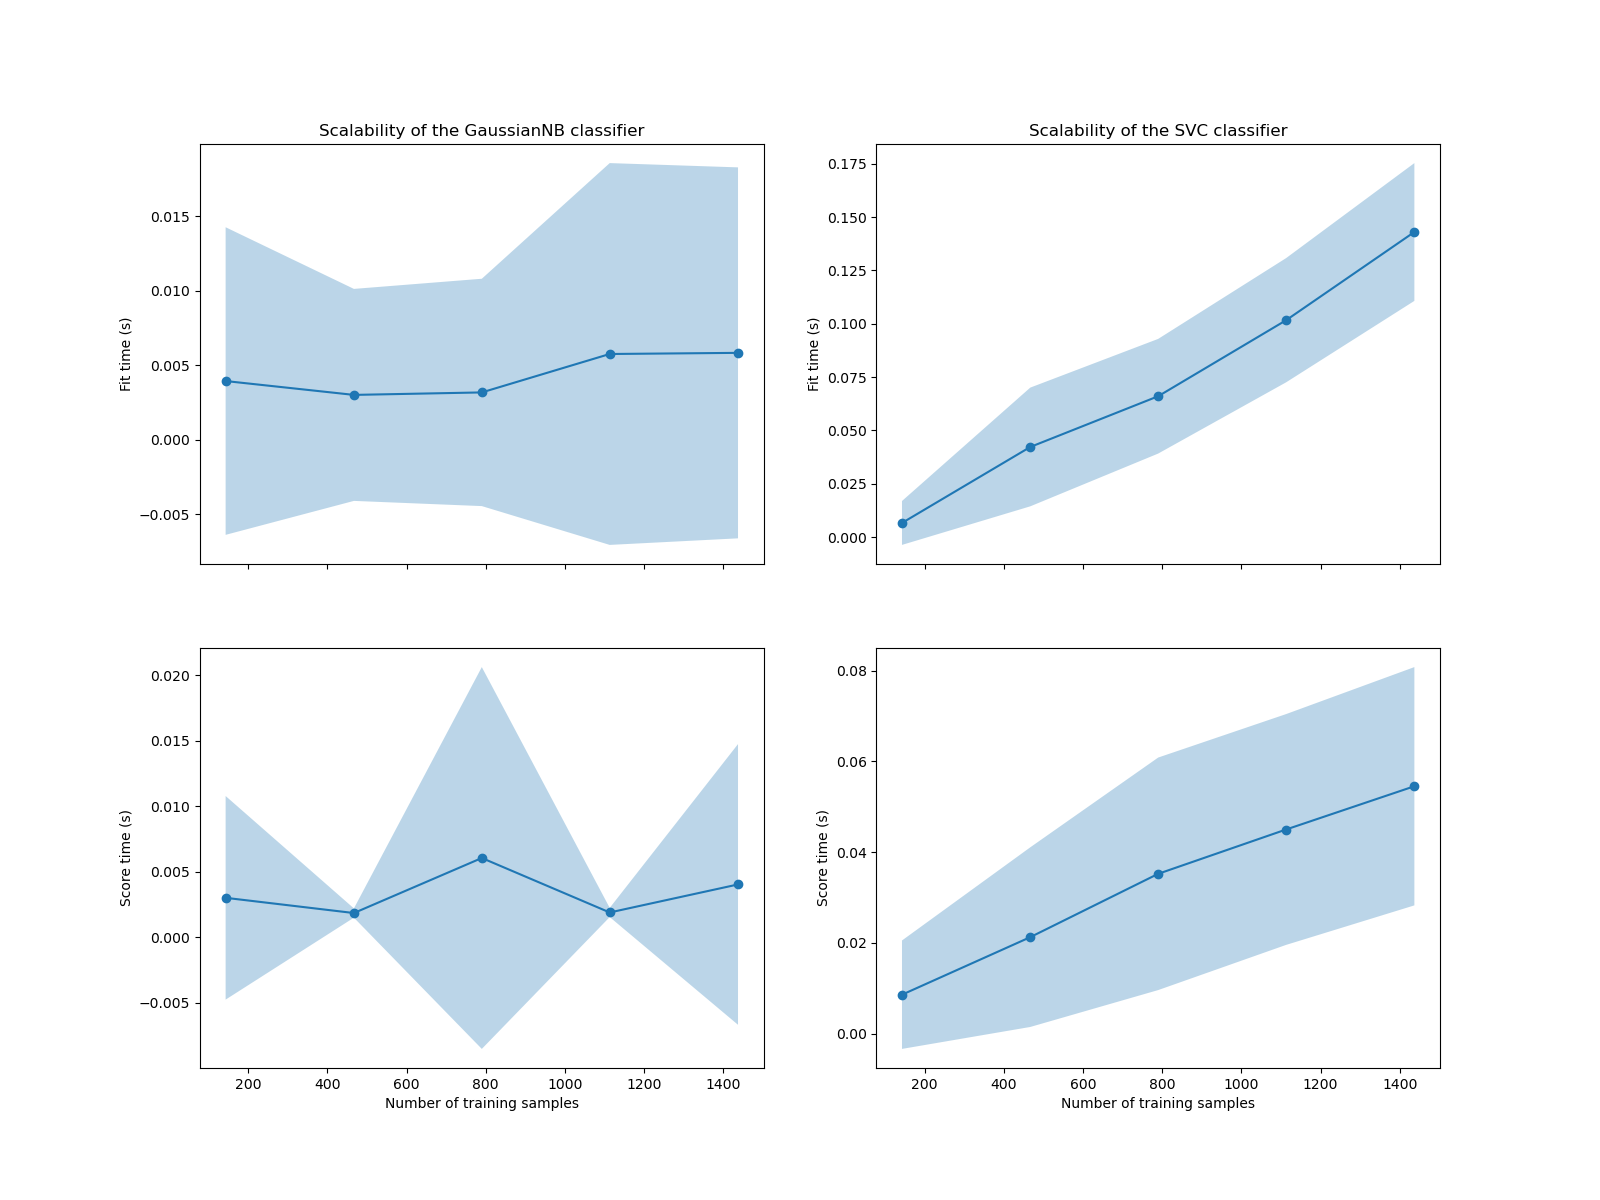 Scalability of the GaussianNB classifier
0.015
0.010
0.005
0.000
−0.005
Fit time (s)
Scalability of the SVC classifier
0.175
0.150
0.125
0.100
0.075
0.050
0.025
0.000
Fit time (s)
0.020
0.015
0.010
0.005
0.000
−0.005
Score time (s)
200 400 600 800 1000 1200 1400
Number of training samples
0.08
0.06
0.04
0.02
0.00
Score time (s)
200 400 600 800 1000 1200 1400
Number of training samples